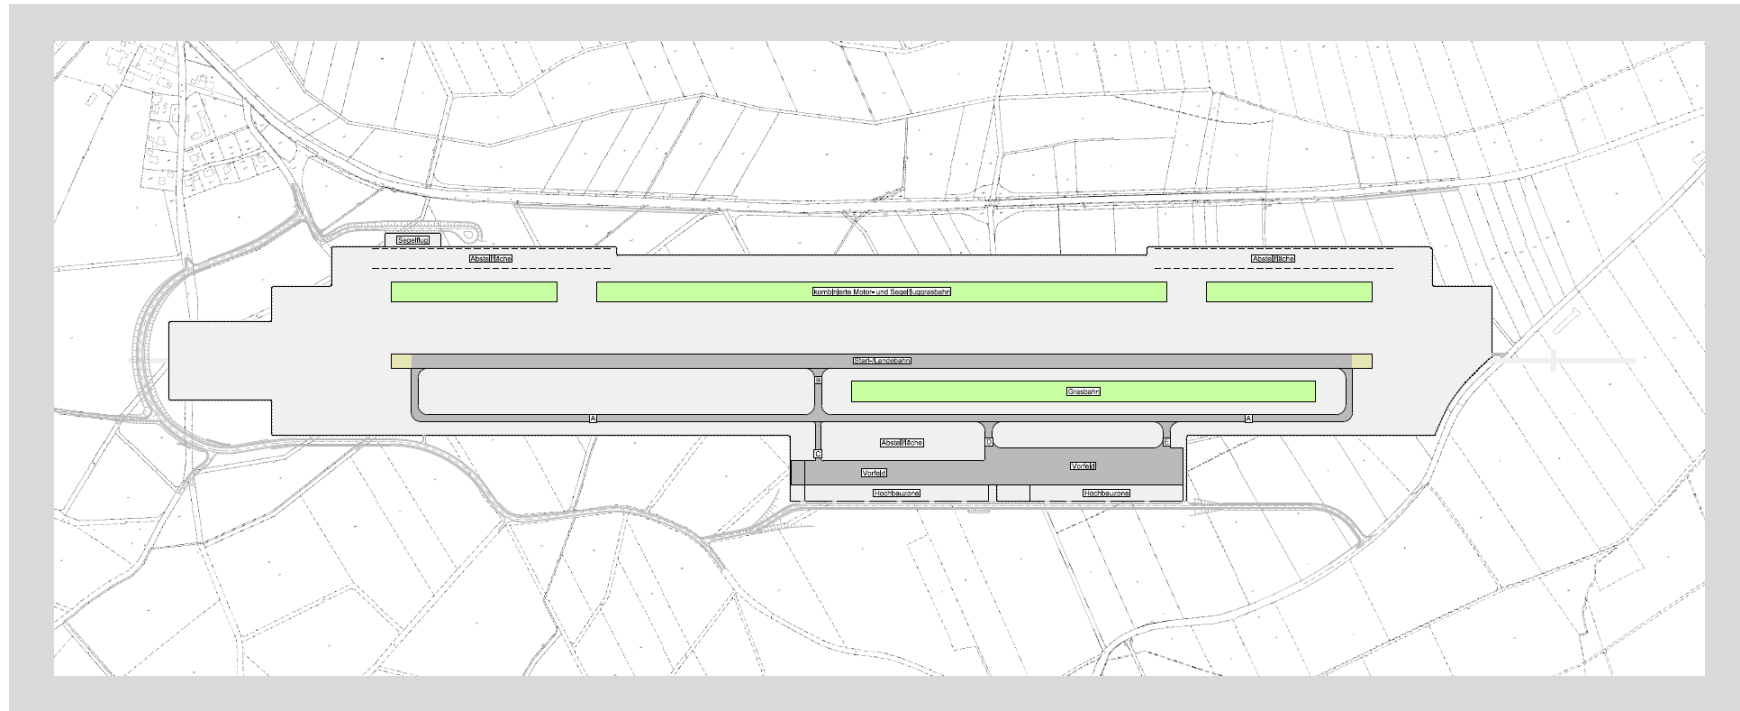 Segelflug
Abstellfläche
Abstellfläche
kombinierte Motor- und Segelfluggrasbahn
Start-/Landebahn
B
Grasbahn
A
A
Abstellfläche
D
E
C
Vorfeld
Vorfeld
Hochbauzone
Hochbauzone